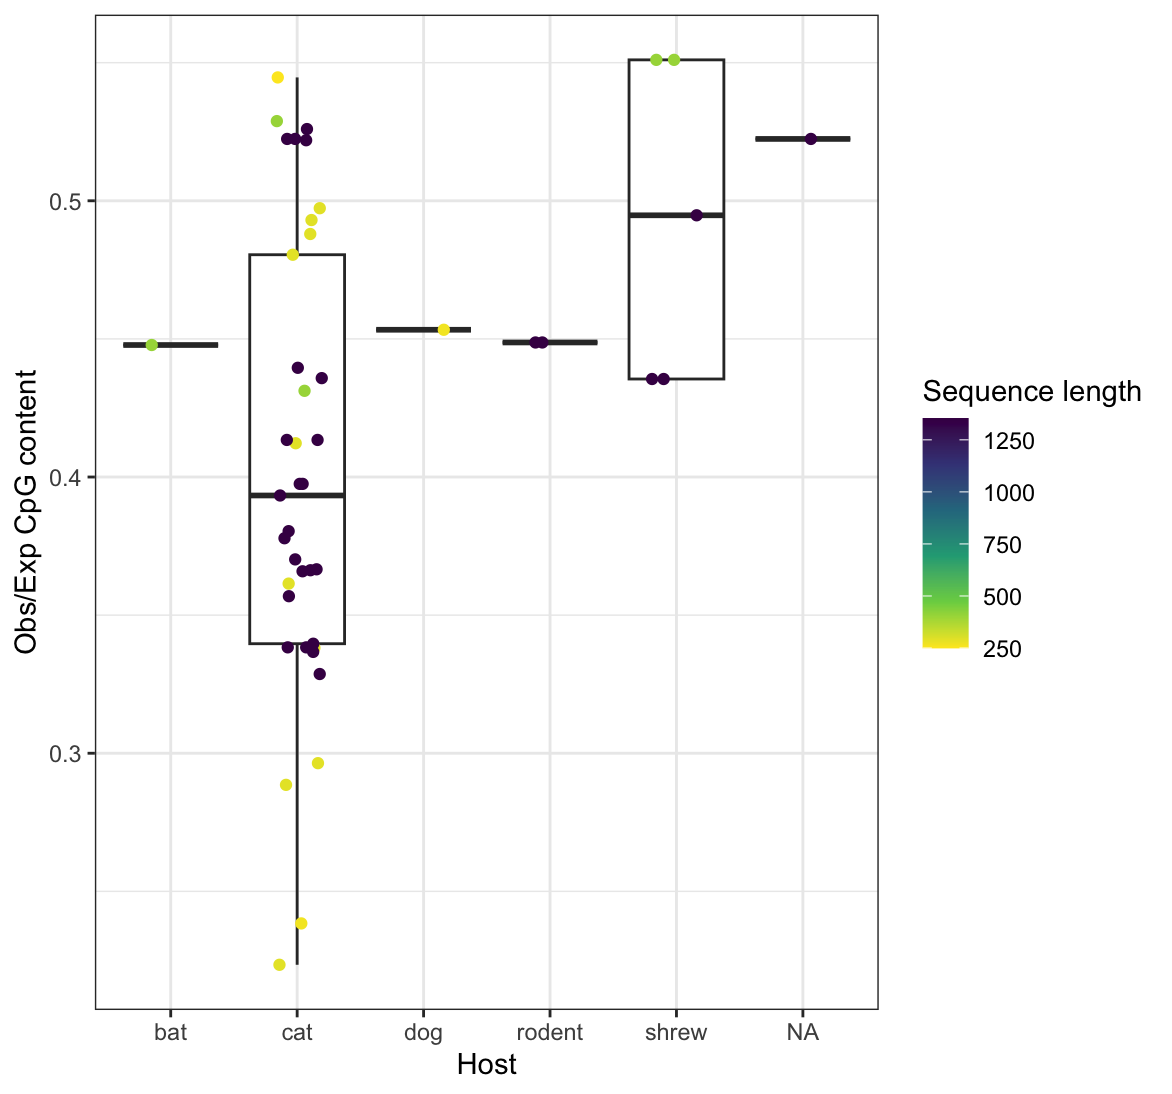 Obs/Exp CpG content
0.5
0.4
0.3
bat cat dog rodent shrew NA
Host
Sequence length
1250
1000
750
500
250